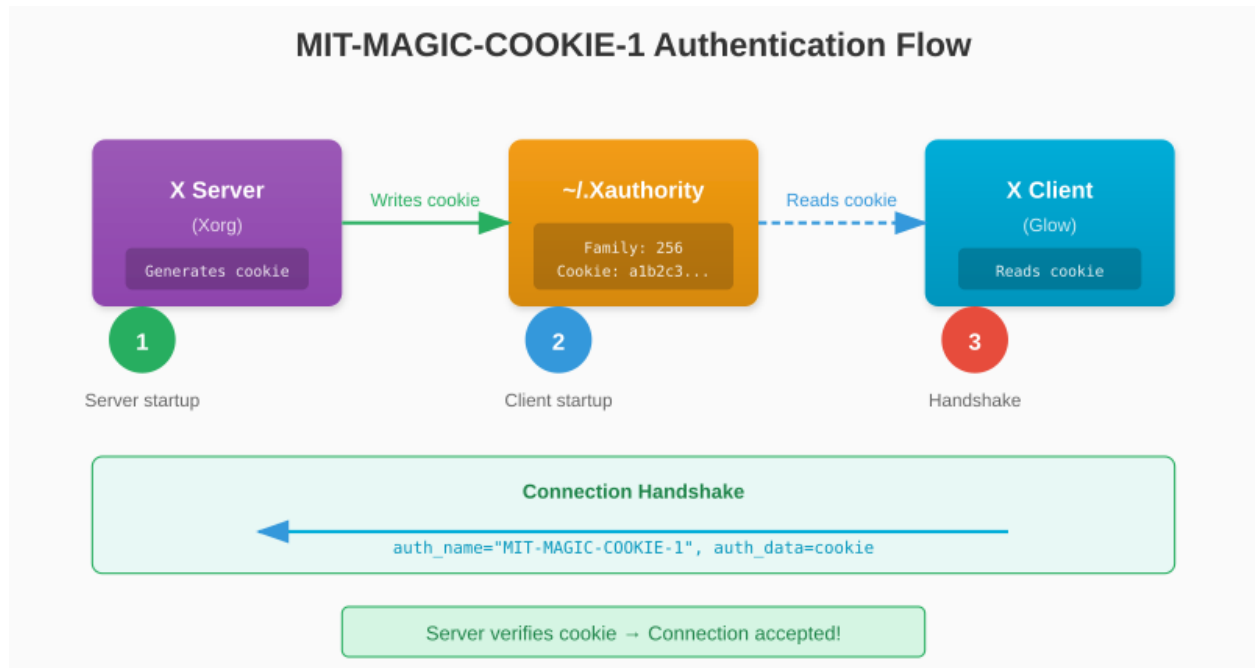 MIT-MAGIC-COOKIE-1 Authentication Flow
X Server
(Xorg)
Generates cookie
Writes cookie
~/.Xauthority
Family: 256
Cookie: a1b2c3...
Reads cookie
X Client
(Glow)
Reads cookie
1
Server startup
2
Client startup
3
Handshake
Connection Handshake
auth_name="MIT-MAGIC-COOKIE-1", auth_data=cookie
Server verifies cookie → Connection accepted!